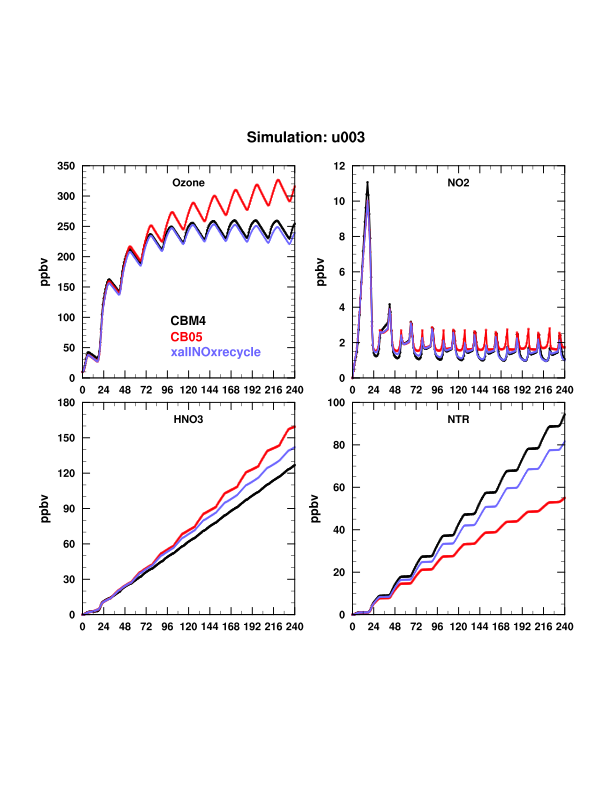 Simulation: u003
Ozone
ppbv
350
300
250
200
150
100
50
0
CBM4
CB05
xallNOxrecycle
0 24 48 72 96 120 144 168 192 216 240
NO2
ppbv
12
10
8
6
4
2
0
0 24 48 72 96 120 144 168 192 216 240
HNO3
ppbv
180
150
120
90
60
30
0
0 24 48 72 96 120 144 168 192 216 240
NTR
ppbv
100
80
60
40
20
0
0 24 48 72 96 120 144 168 192 216 240